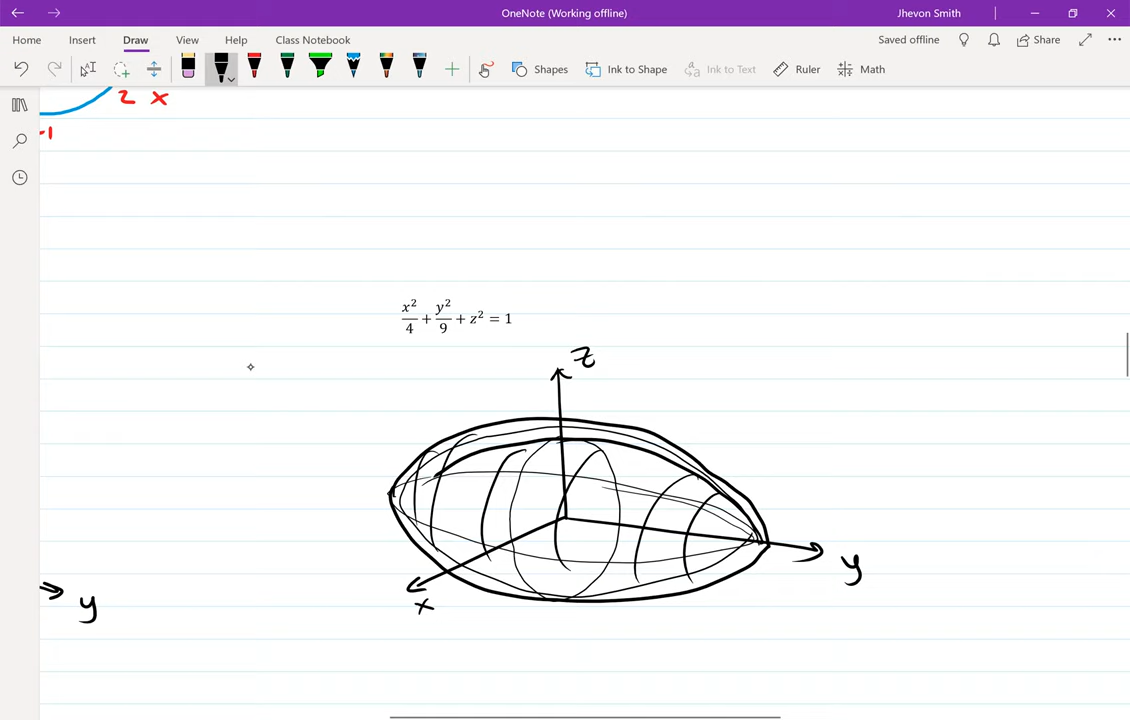 OneNote (Working offline)
Jhevon Smith
Home Insert Draw View Help Class Notebook
Saved offline Share
Shapes Ink to Shape Ink to Text Ruler Math
2 x
-1
x²/4 + y²/9 + z² = 1
z
y
x
y